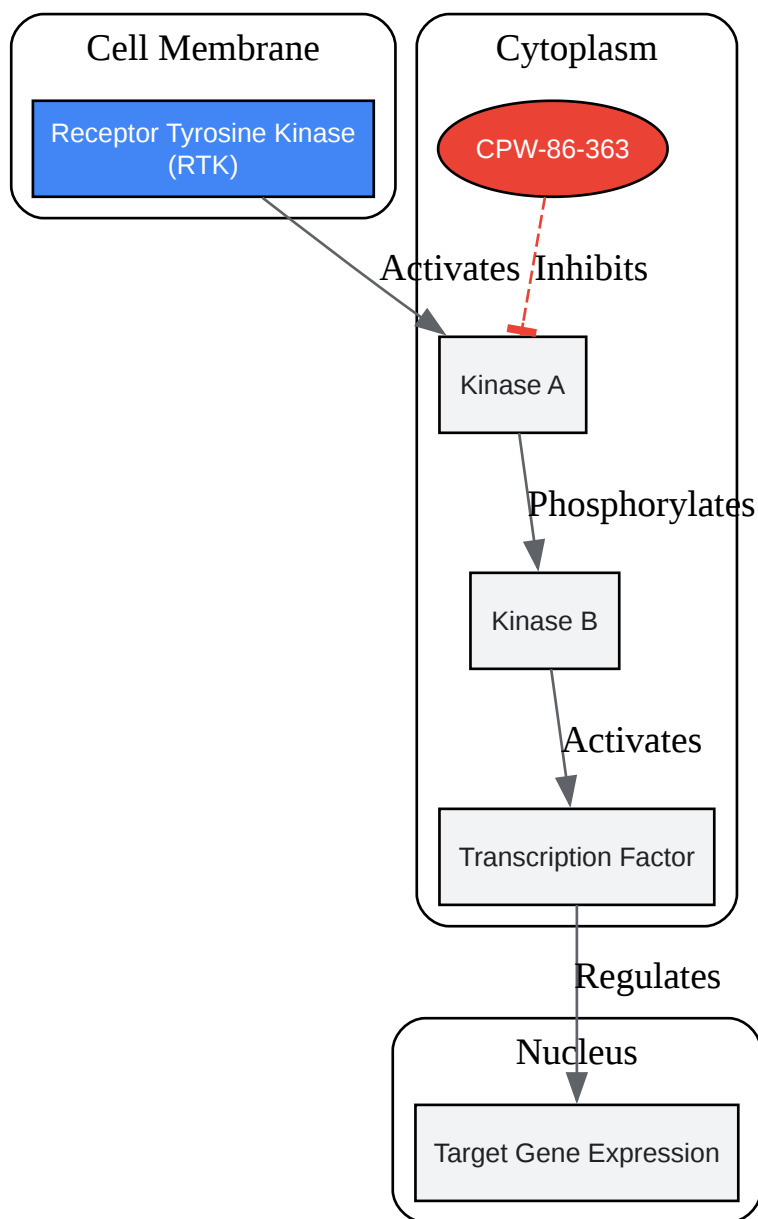 Cell Membrane
Cytoplasm
Receptor Tyrosine Kinase
(RTK)
CPW-86-363
Activates
Inhibits
Kinase A
Phosphorylates
Kinase B
Activates
Transcription Factor
Regulates
Nucleus
Target Gene Expression